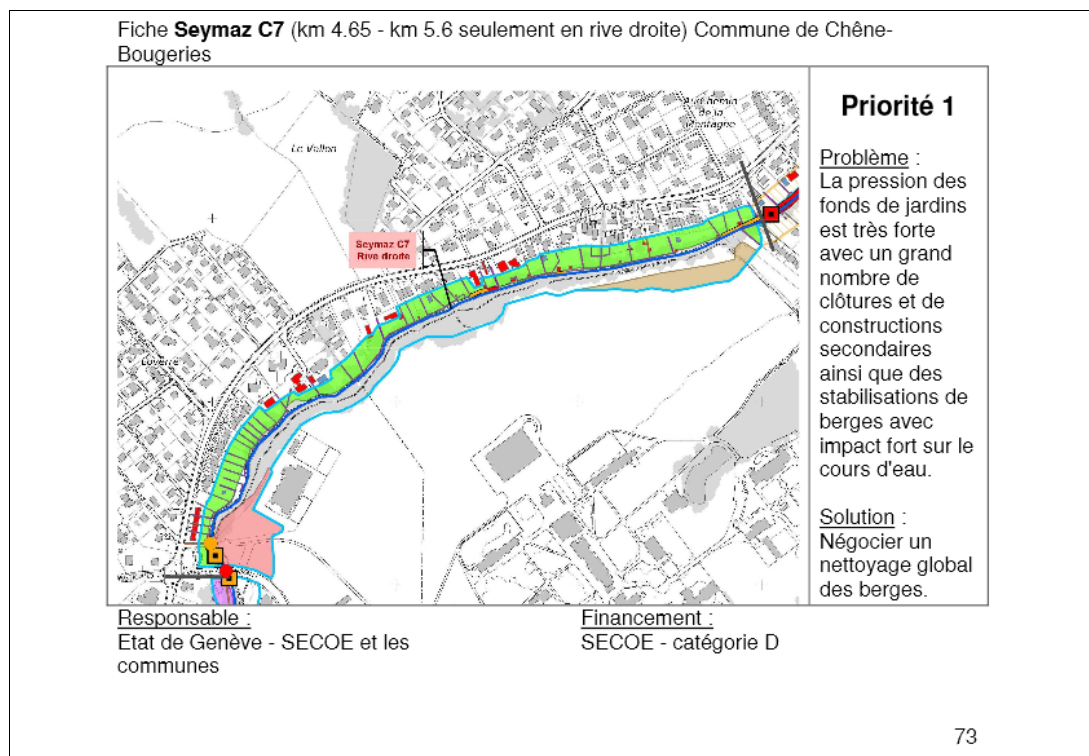 Fiche Seymaz C7 (km 4.65 - km 5.6 seulement en rive droite) Commune de Chêne-
Bougeries
Le Vallon
Seymaz C7
Rive droite
Priorité 1
Problème :
La pression des
fonds de jardins
est très forte
avec un grand
nombre de
clôtures et de
constructions
secondaires
ainsi que des
stabilisations de
berges avec
impact fort sur le
cours d'eau.
Solution :
Négocier un
nettoyage global
des berges.
Responsable :
Etat de Genève - SECOE et les
communes
Financement :
SECOE - catégorie D
73